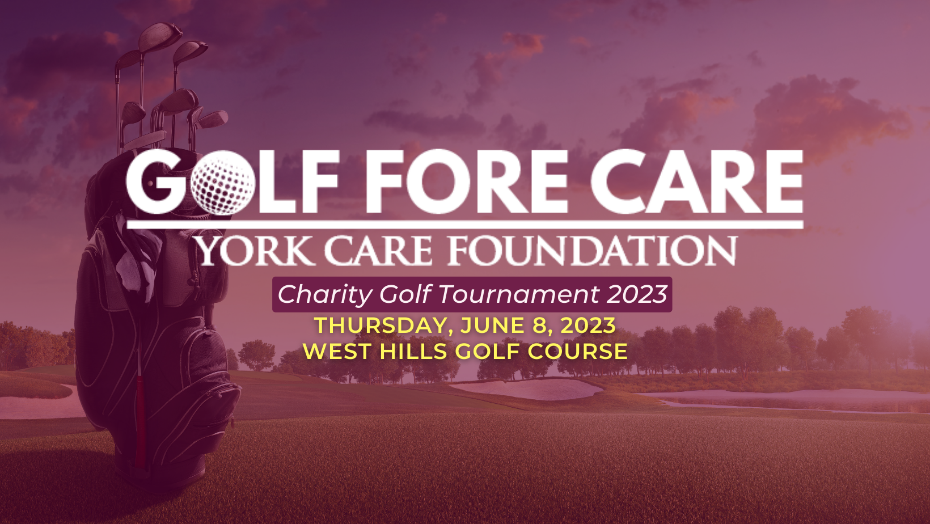 GOLF FORE CARE
YORK CARE FOUNDATION
Charity Golf Tournament 2023
THURSDAY, JUNE 8, 2023
WEST HILLS GOLF COURSE